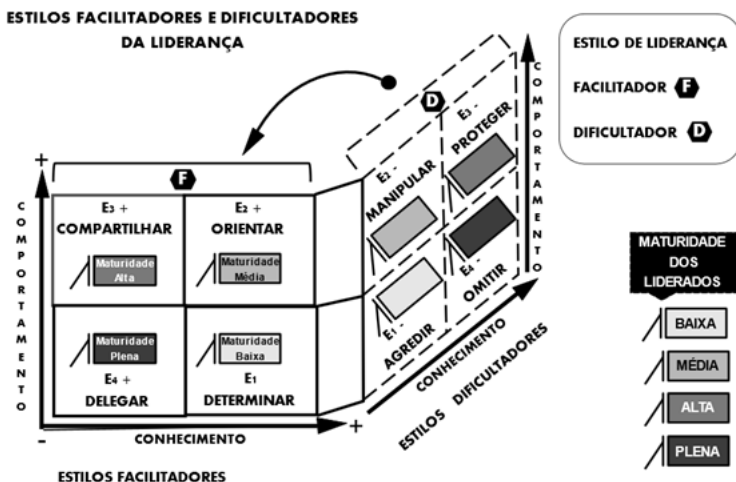 ESTILOS FACILITADORES E DIFICULTADORES
DA LIDERANÇA
ESTILO DE LIDERANÇA
FACILITADOR F
DIFICULTADOR D
+
F
COMPORTAMENTO
E3 +
COMPARTILHAR
Maturidade
Alta
E2 +
ORIENTAR
Maturidade
Média
Maturidade
Plena
E4 +
DELEGAR
Maturidade
Baixa
E1
DETERMINAR
-
CONHECIMENTO
+
ESTILOS FACILITADORES
D
E2 -
MANIPULAR
E3 -
PROTEGER
E1 -
AGREDIR
E4 -
OMITIR
COMPORTAMENTO
CONHECIMENTO
ESTILOS DIFICULTADORES
MATURIDADE
DOS
LIDERADOS
BAIXA
MÉDIA
ALTA
PLENA